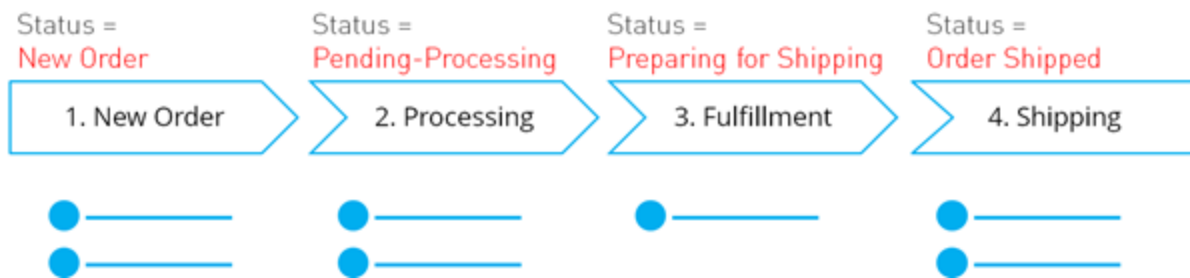 Status =
New Order
Status =
Pending-Processing
Status =
Preparing for Shipping
Status =
Order Shipped
1. New Order
2. Processing
3. Fulfillment
4. Shipping